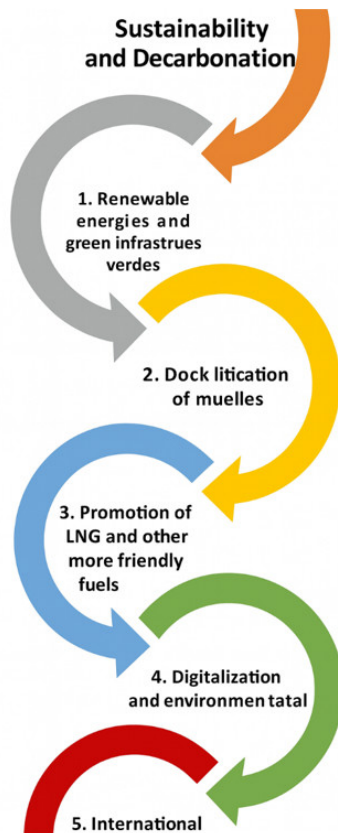 Sustainability
and Decarbonation
1. Renewable
energies and
green infrastrues
verdes
2. Dock litication
of muelles
3. Promotion of
LNG and other
more friendly
fuels
4. Digitalization
and environmen tatal
5. International